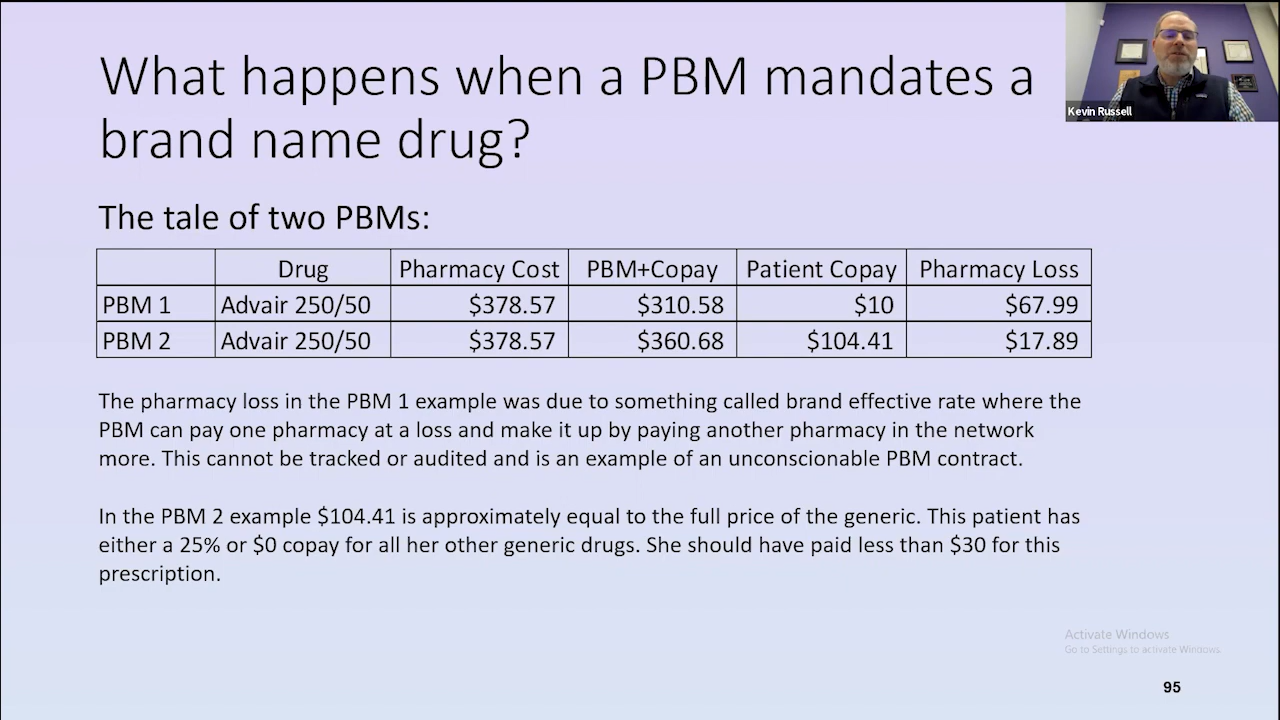 What happens when a PBM mandates a
brand name drug?
Kevin Russell
The tale of two PBMs:
Drug Pharmacy Cost PBM+Copay Patient Copay Pharmacy Loss
PBM 1 Advair 250/50 $378.57 $310.58 $10 $67.99
PBM 2 Advair 250/50 $378.57 $360.68 $104.41 $17.89
The pharmacy loss in the PBM 1 example was due to something called brand effective rate where the
PBM can pay one pharmacy at a loss and make it up by paying another pharmacy in the network
more. This cannot be tracked or audited and is an example of an unconscionable PBM contract.
In the PBM 2 example $104.41 is approximately equal to the full price of the generic. This patient has
either a 25% or $0 copay for all her other generic drugs. She should have paid less than $30 for this
prescription.
Activate Windows
Go to Settings to activate Windows.
95